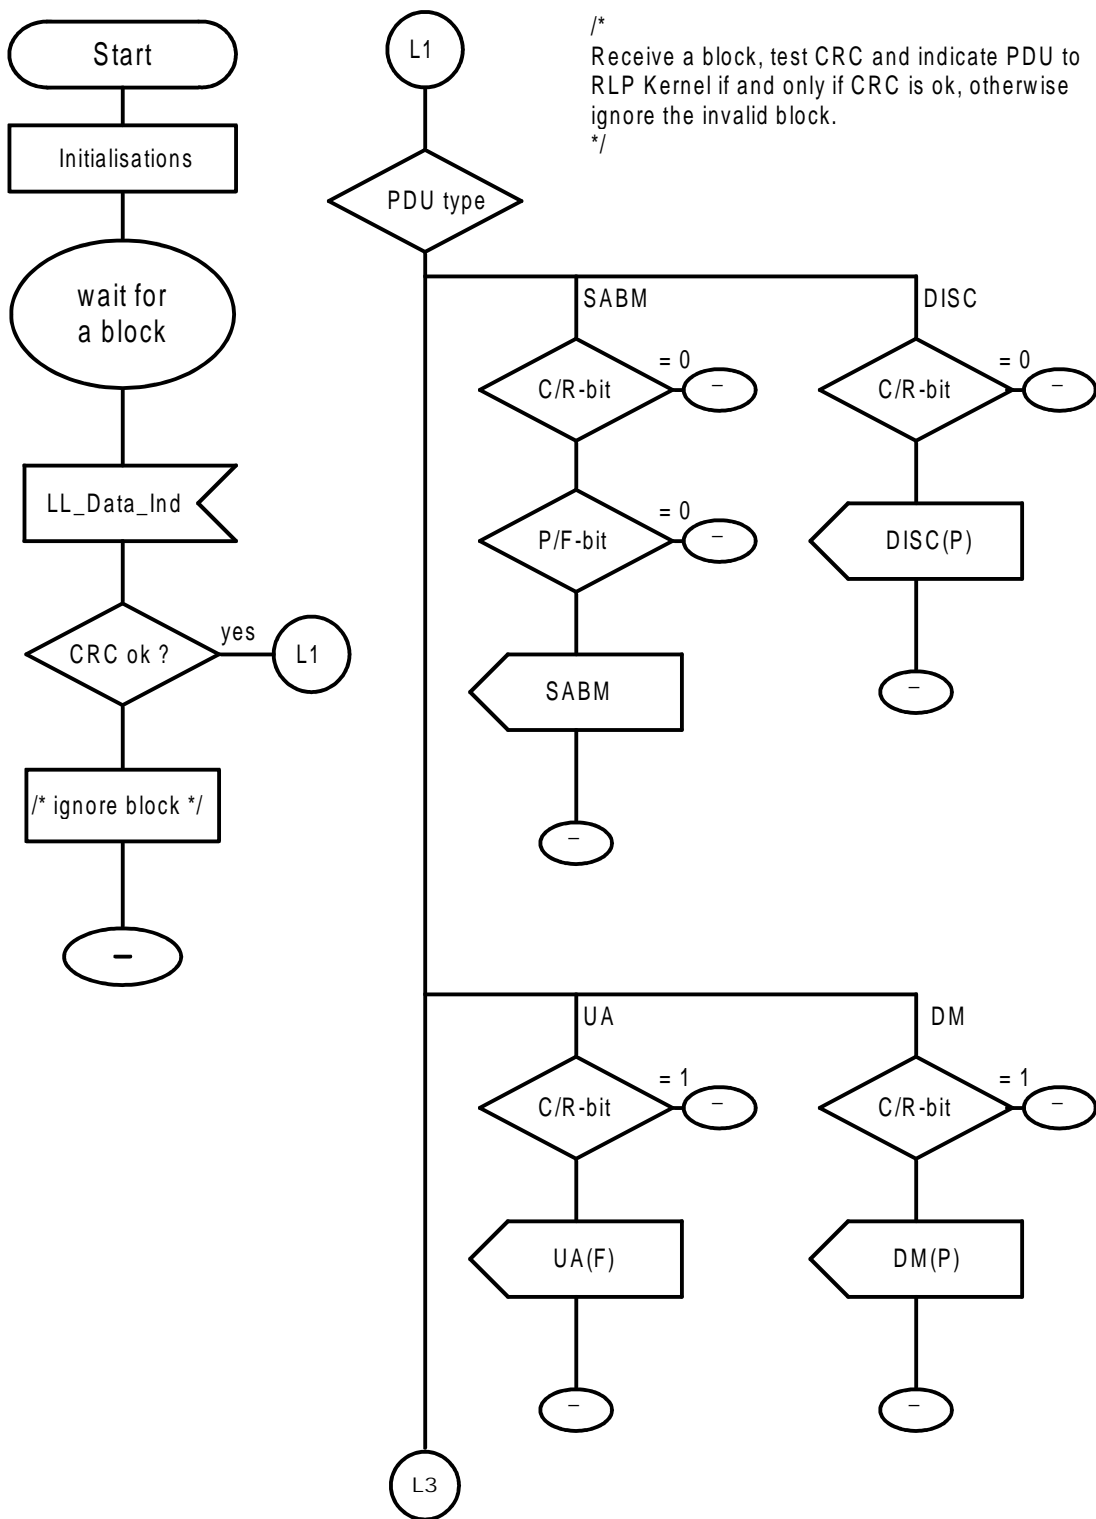 Start
Initialisations
wait for
a block
LL_Data_Ind
CRC ok ?
yes
L1
/* ignore block */
–
L1
/*
Receive a block, test CRC and indicate PDU to
RLP Kernel if and only if CRC is ok, otherwise
ignore the invalid block.
*/
PDU type
SABM
C/R-bit
= 0
–
P/F-bit
= 0
–
SABM
–
DISC
C/R-bit
= 0
–
DISC(P)
–
UA
C/R-bit
= 1
–
UA(F)
–
DM
C/R-bit
= 1
–
DM(P)
–
L3